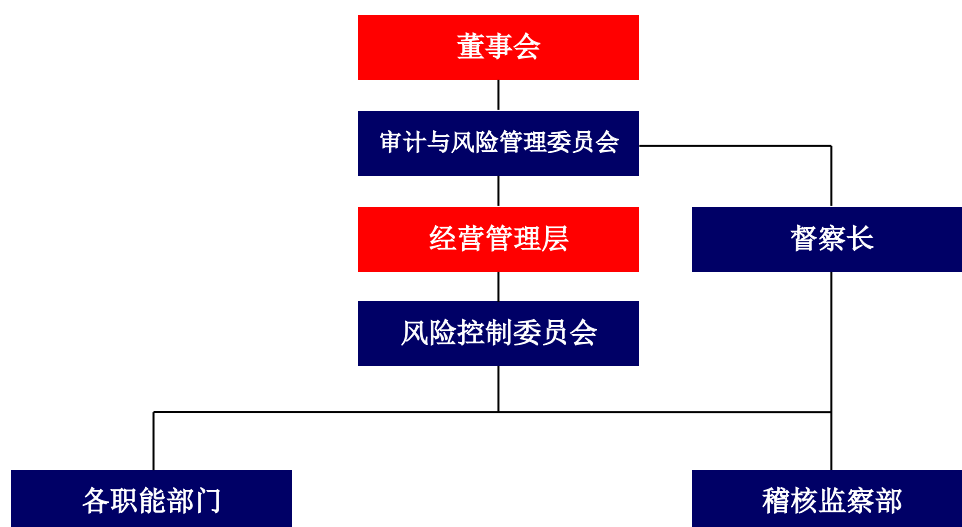 董事会
审计与风险管理委员会
经营管理层
督察长
风险控制委员会
各职能部门
稽核监察部